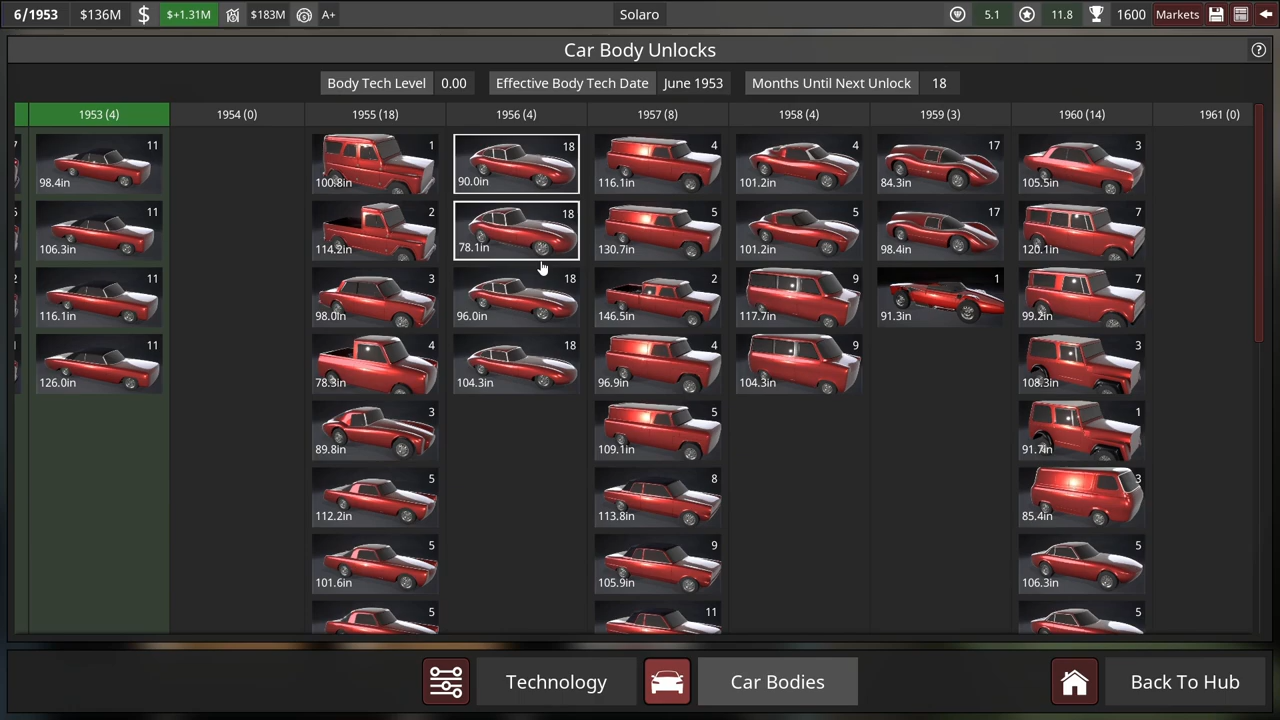 6/1953 $136M $ $+1.31M $183M A+ Solaro 5.1 11.8 1600 Markets
Car Body Unlocks
Body Tech Level 0.00 Effective Body Tech Date June 1953 Months Until Next Unlock 18
1953 (4) 1954 (0) 1955 (18) 1956 (4) 1957 (8) 1958 (4) 1959 (3) 1960 (14) 1961 (0)
11 1 18 4 4 17 3
98.4in 100.8in 90.0in 116.1in 101.2in 84.3in 105.5in
11 2 18 5 5 17 7
106.3in 114.2in 78.1in 130.7in 101.2in 98.4in 120.1in
11 3 18 2 9 1 7
116.1in 98.0in 96.0in 146.5in 117.7in 91.3in 99.2in
11 4 18 4 9 3
126.0in 78.3in 104.3in 96.9in 104.3in 108.3in
3 5 1
89.8in 109.1in 91.7in
5 8 3
112.2in 113.8in 85.4in
5 9 5
101.6in 105.9in 106.3in
5 11 5
Technology Car Bodies Back To Hub